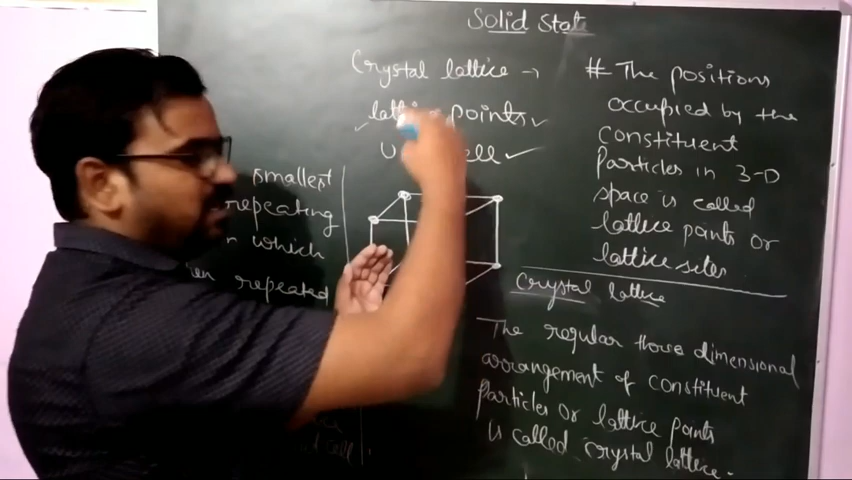 Solid State
Crystal lattice →
lattice points ✓
✓
cell ✓
# The positions
occupied by the
constituent
Particles in 3-D
space is called
lattice points or
lattice sites
smallest
repeating
which
repeated
Crystal lattice
The regular three dimensional
arrangement of constituent
Particles or lattice points
is called crystal lattice.
cell